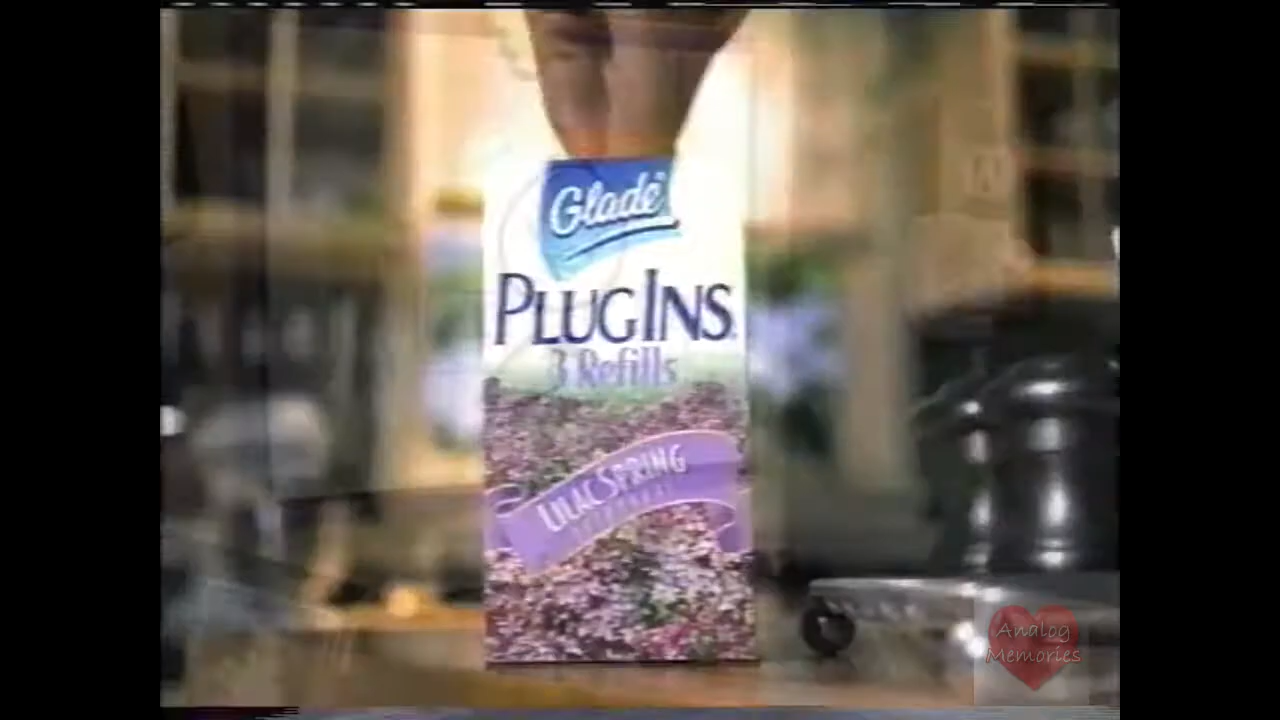 Glade
PLUGINS
3 Refills
LILAC SPRING
Analog
Memories